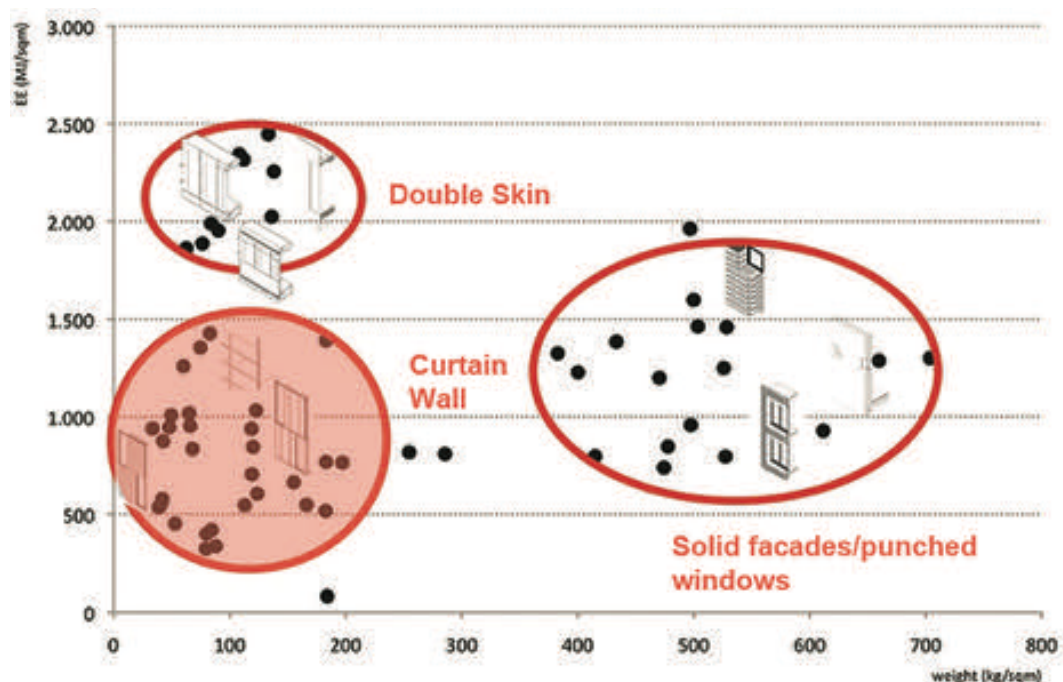 EE (MJ/sqm)
3.000
2.500
2.000
1.500
1.000
500
0
Double Skin
Curtain
Wall
Solid facades/punched
windows
0 100 200 300 400 500 600 700 800
weight (kg/sqm)